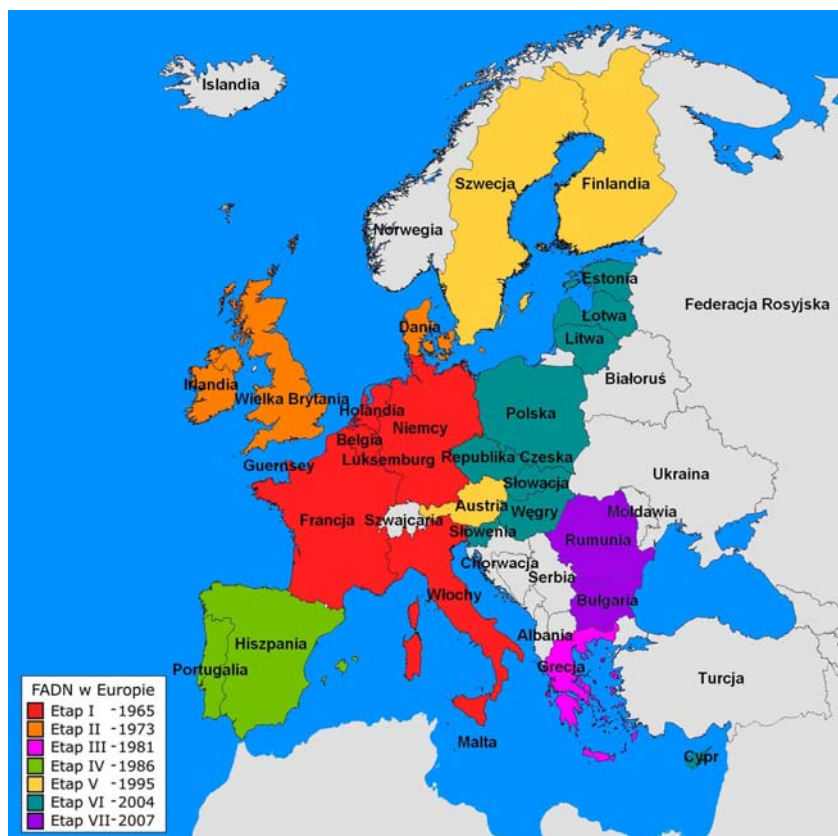 Islandia
Szwecja
Finlandia
Norwegia
Estonia
Federacja Rosyjska
Łotwa
Dania
Litwa
Białoruś
Irlandia
Wielka Brytania
Holandia
Niemcy
Polska
Belgia
Republika Czeska
Guernsey
Luksemburg
Ukraina
Słowacja
Austria
Węgry
Mołdawia
Francja
Szwajcaria
Słowenia
Rumunia
Chorwacja
Serbia
Włochy
Bulgaria
Albania
Hiszpania
Portugalia
Grecja
Turcja
Malta
Cypr
FADN w Europie
Etap I -1965
Etap II -1973
Etap III -1981
Etap IV -1986
Etap V -1995
Etap VI -2004
Etap VII-2007